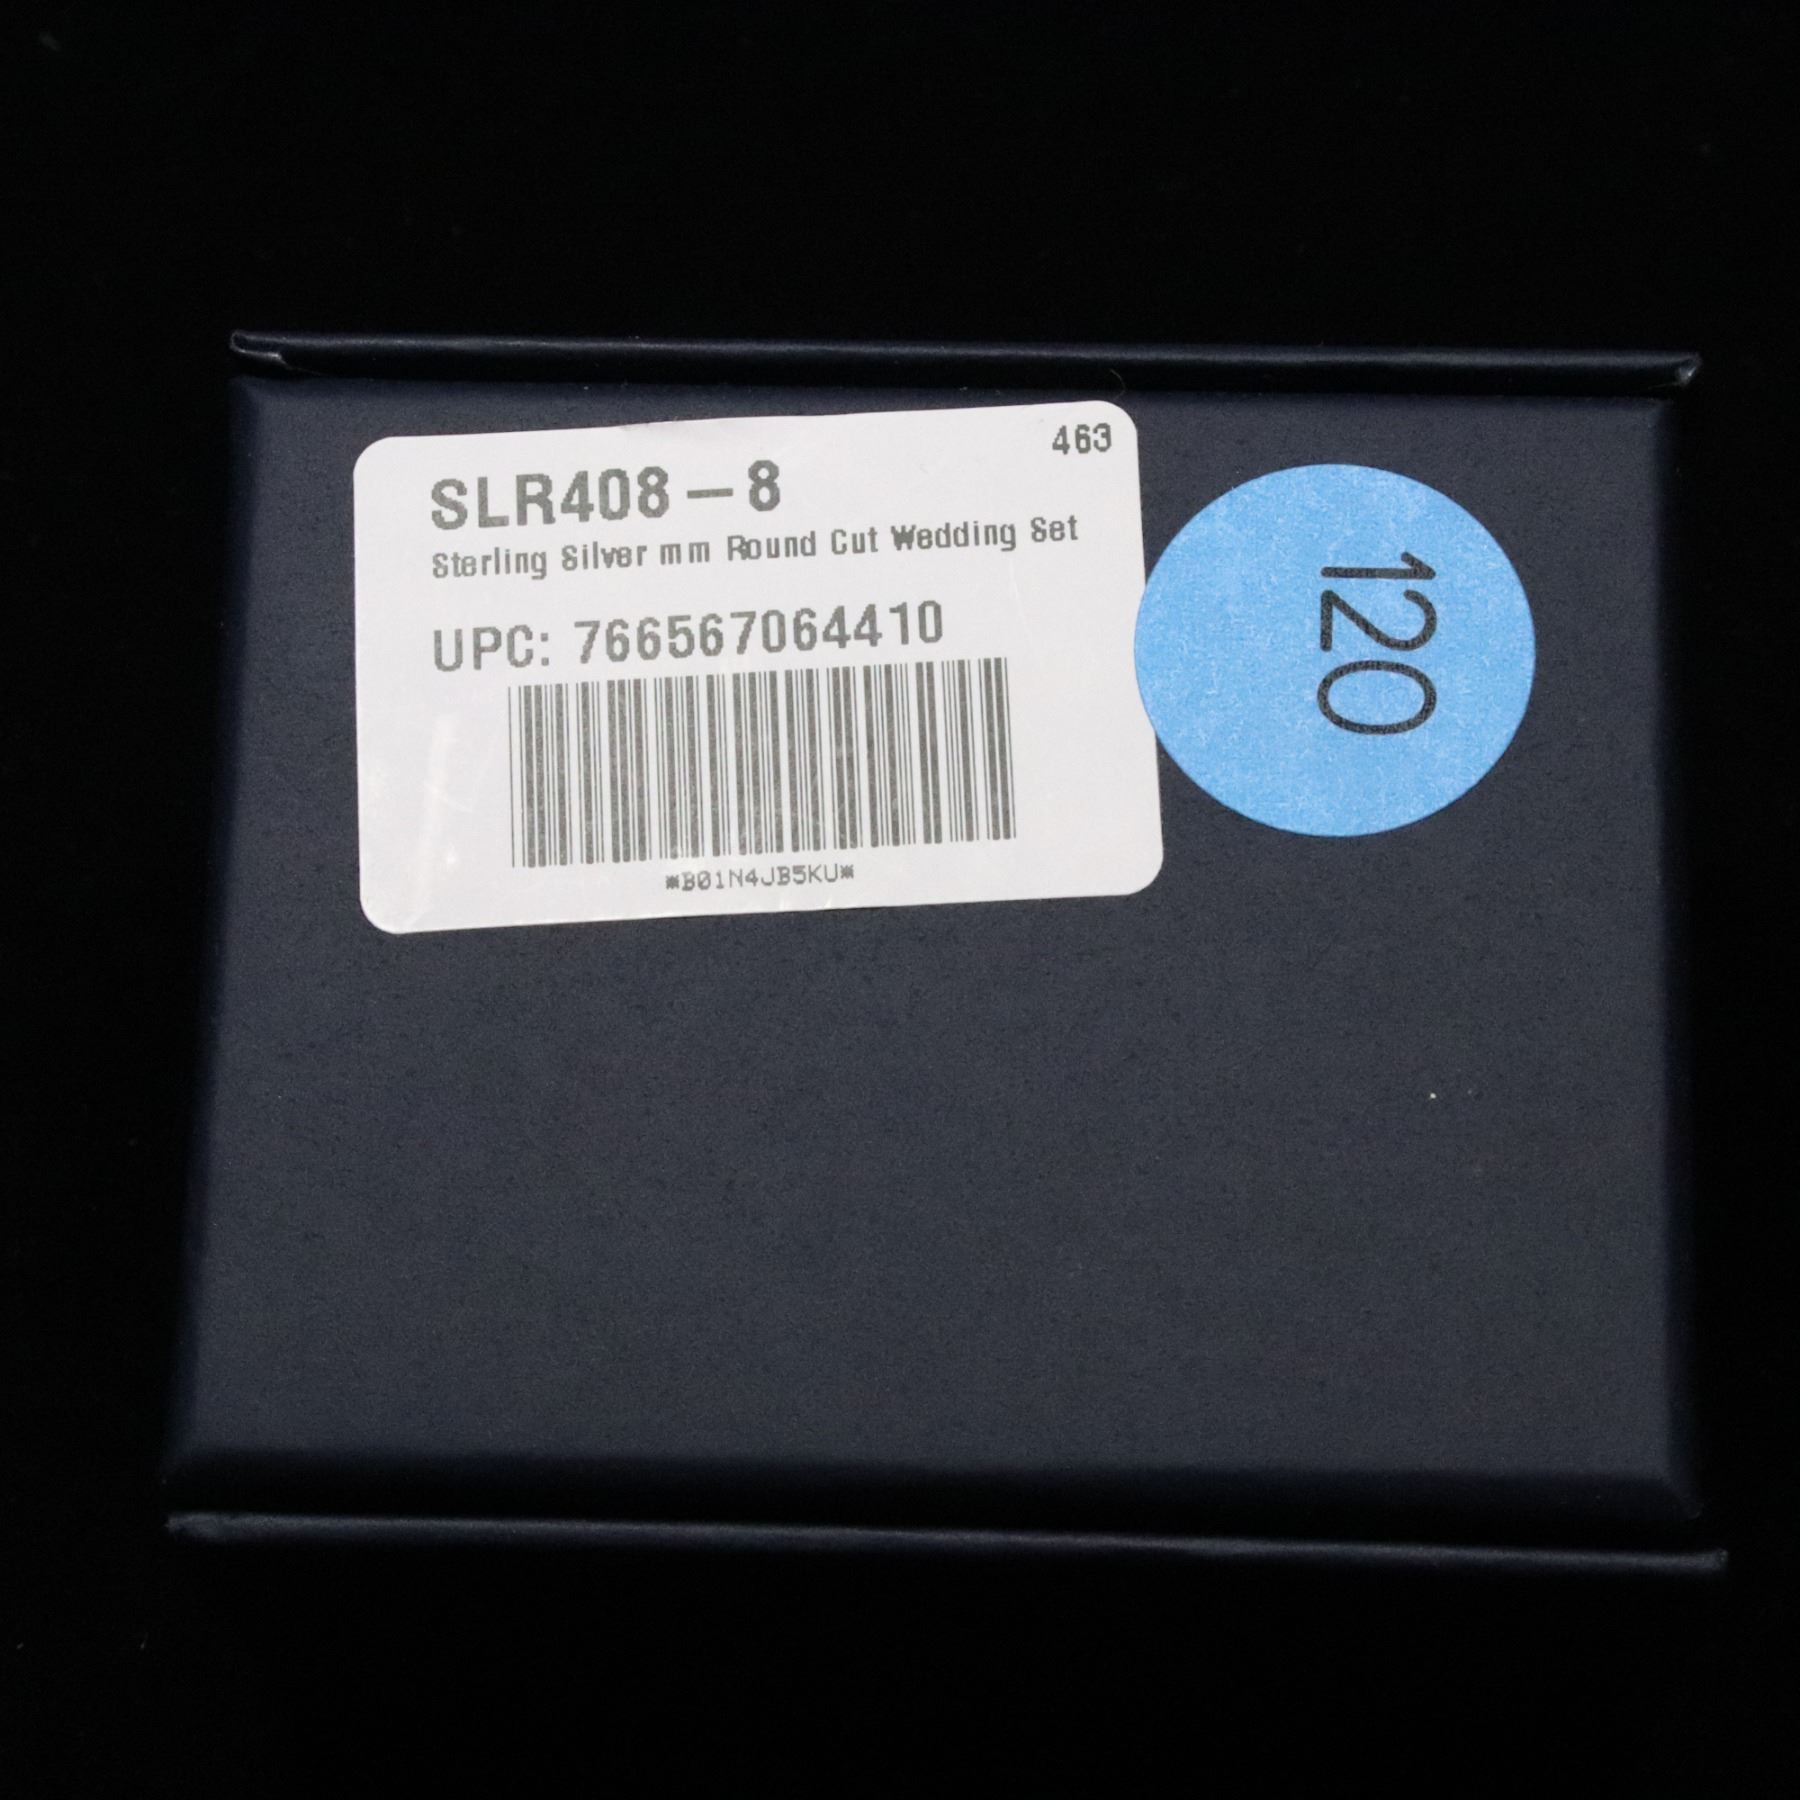 463
SLR408-8
Sterling Silver mm Round Cut Wedding Set
UPC: 766567064410
*B01N4JB5KU*
120